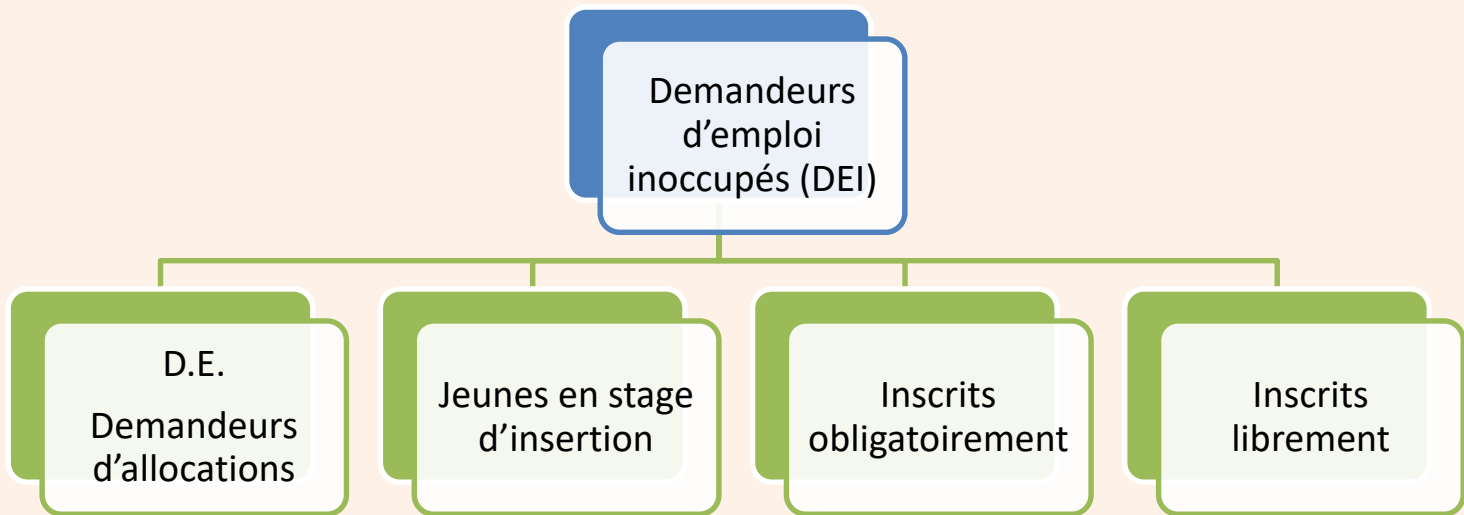 Demandeurs
d’emploi
inoccupés (DEI)
D.E.
Demandeurs
d’allocations
Jeunes en stage
d’insertion
Inscrits
obligatoirement
Inscrits
librement